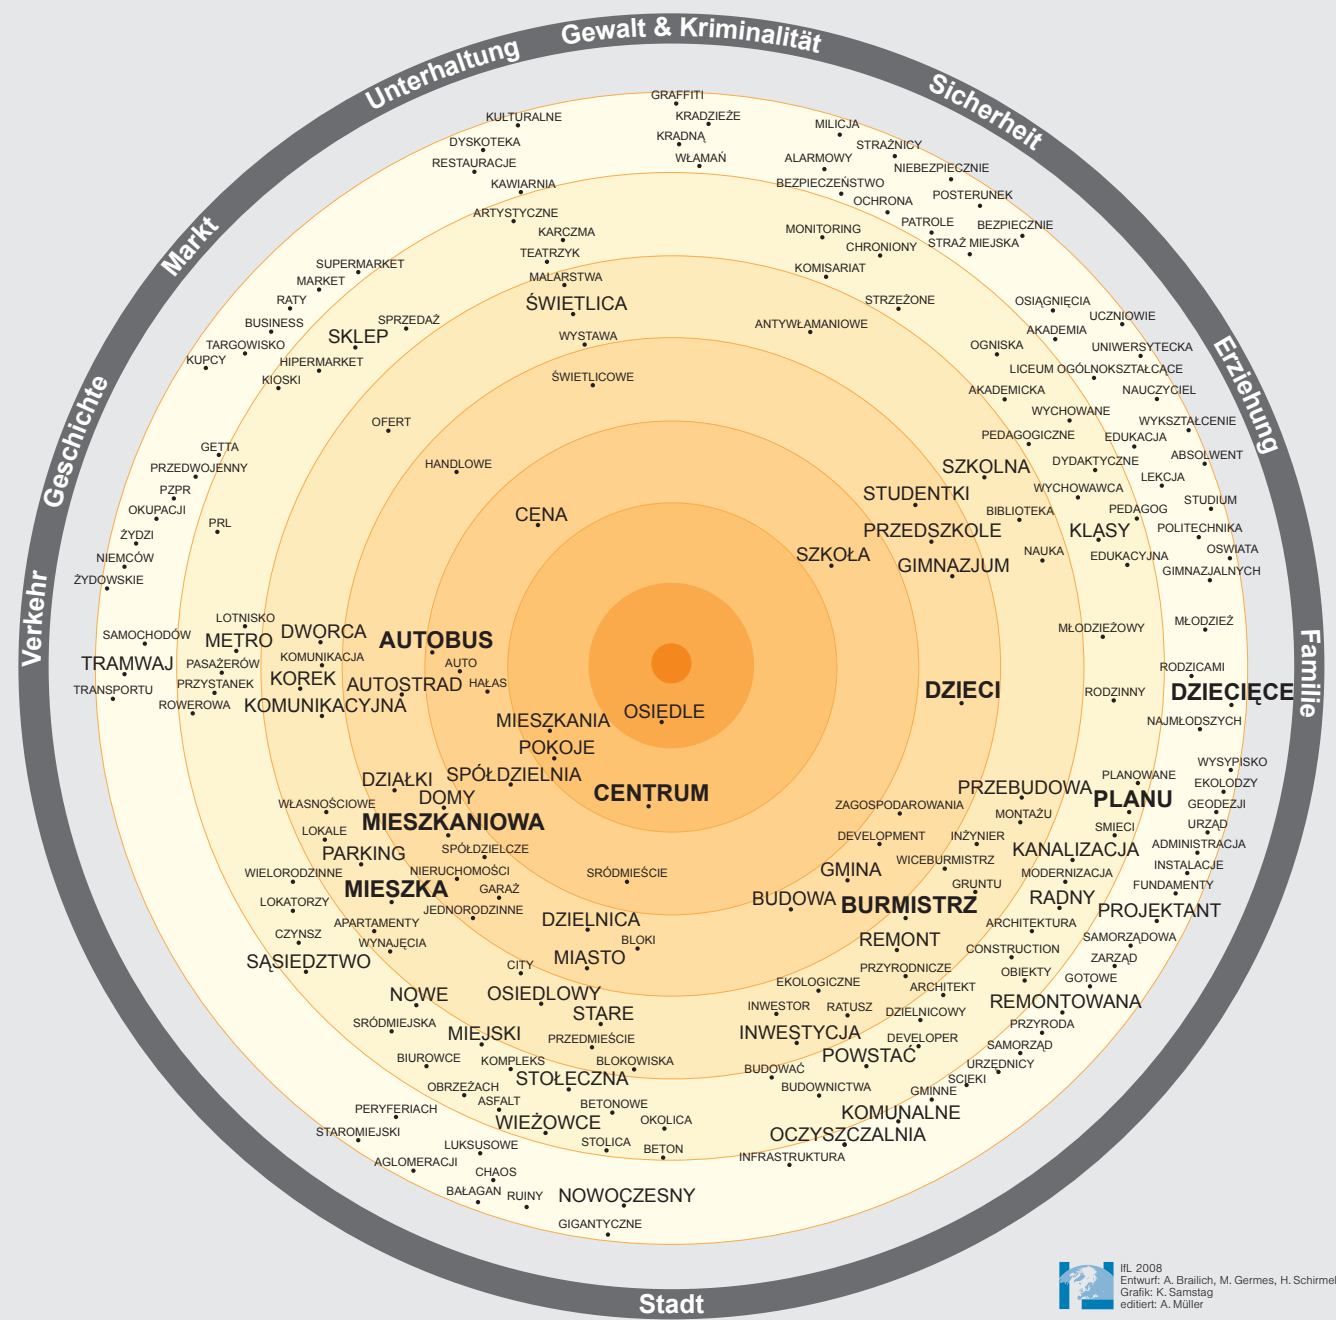 Gewalt & Kriminalität
Unterhaltung
Sicherheit
Markt
Erziehung
Geschichte
Verkehr
Familie
Stadt
GRAFFITI
KRADZIEŻE
KRADNĄ
WŁAMAŃ
KULTURALNE
DYSKOTEKA
RESTAURACJE
KAWIARNIA
ARTYSTYCZNE
KARCZMA
TEATRZYK
MALARSTWA
ŚWIETLICA
WYSTAWA
ŚWIETLICOWE
MILICJA
STRAŻNICY
ALARMOWY
NIEBEZPIECZNIE
BEZPIECZEŃSTWO
POSTERUNEK
OCHRONA
PATROLE
BEZPIECZNIE
MONITORING
STRAŻ MIEJSKA
CHRONIONY
KOMISARIAT
STRZEŻONE
ANTYWŁAMANIOWE
SUPERMARKET
MARKET
RATY
BUSINESS
SPRZEDAŻ
SKLEP
TARGOWISKO
KUPCY
HIPERMARKET
KIOSKI
OFERT
HANDLOWE
CENA
OSIĄGNIĘCIA
UCZNIOWIE
AKADEMIA
OGNISKA
UNIWERSYTECKA
LICEUM OGÓLNOKSZTAŁCĄCE
AKADEMICKA
NAUCZYCIEL
WYCHOWANE
WYKSZTAŁCENIE
PEDAGOGICZNE
EDUKACJA
ABSOLWENT
SZKOLNA
DYDAKTYCZNE
LEKCJA
STUDENTKI
WYCHOWAWCA
STUDIUM
BIBLIOTEKA
PEDAGOG
PRZEDSZKOLE
KLASY
POLITECHNIKA
SZKOŁA
NAUKA
EDUKACYJNA
OSWIATA
GIMNAZJUM
GIMNAZJALNYCH
GETTA
PRZEDWOJENNY
PZPR
OKUPACJI
PRL
ŻYDZI
NIEMCÓW
ŻYDOWSKIE
LOTNISKO
SAMOCHODÓW
METRO
DWORCA
AUTOBUS
TRAMWAJ
PASAŻERÓW
KOMUNIKACJA
AUTO
KOREK
AUTOSTRAD
HAŁAS
TRANSPORTU
PRZYSTANEK
ROWEROWA
KOMUNIKACYJNA
MŁODZIEŻOWY
MŁODZIEŻ
RODZICAMI
DZIECI
RODZINNY
DZIECIĘCE
NAJMŁODSZYCH
OSIEDLE
MIESZKANIA
POKOJE
DZIAŁKI
SPÓŁDZIELNIA
DOMY
CENTRUM
WŁASNOŚCIOWE
MIESZKANIOWA
LOKALE
PARKING
SPÓŁDZIELCZE
WIELORODZINNE
NIERUCHOMOŚCI
MIESZKA
GARAŻ
LOKATORZY
JEDNORODZINNE
APARTAMENTY
CZYNSZ
WYNAJĘCIA
SĄSIEDZTWO
SRÓDMIEŚCIE
DZIELNICA
BLOKI
MIASTO
CITY
NOWE
OSIEDLOWY
STARE
SRÓDMIEJSKA
MIEJSKI
PRZEDMIEŚCIE
BIUROWCE
KOMPLEKS
BLOKOWISKA
STOŁECZNA
OBRZEŻACH
ASFALT
BETONOWE
PERYFERIACH
WIEŻOWCE
OKOLICA
STAROMIEJSKI
LUKSUSOWE
STOLICA
BETON
AGLOMERACJI
CHAOS
BAŁAGAN
RUINY
NOWOCZESNY
GIGANTYCZNE
WYSYPISKO
PLANOWANE
EKOLODZY
PRZEBUDOWA
PLANU
GEODEZJI
ZAGOSPODAROWANIA
MONTAŻU
SMIECI
URZĄD
DEVELOPMENT
INŻYNIER
KANALIZACJA
ADMINISTRACJA
GMINA
WICEBURMISTRZ
INSTALACJE
MODERNIZACJA
GRUNTU
FUNDAMENTY
BUDOWA
BURMISTRZ
RADNY
PROJEKTANT
ARCHITEKTURA
REMONT
CONSTRUCTION
SAMORZĄDOWA
PRZYRODNICZE
OBIEKTY
ZARZĄD
EKOLOGICZNE
ARCHITEKT
GOTOWE
INWESTOR
RATUSZ
DZIELNICOWY
REMONTOWANA
INWESTYCJA
DEVELOPER
PRZYRODA
POWSTAĆ
SAMORZĄD
BUDOWAĆ
URZĘDNICY
BUDOWNICTWA
SCIEKI
GMINNE
KOMUNALNE
OCZYSZCZALNIA
INFRASTRUKTURA
IfL 2008
Entwurf: A. Brailich, M. Germes, H. Schirmel
Grafik: K. Samstag
editiert: A. Müller